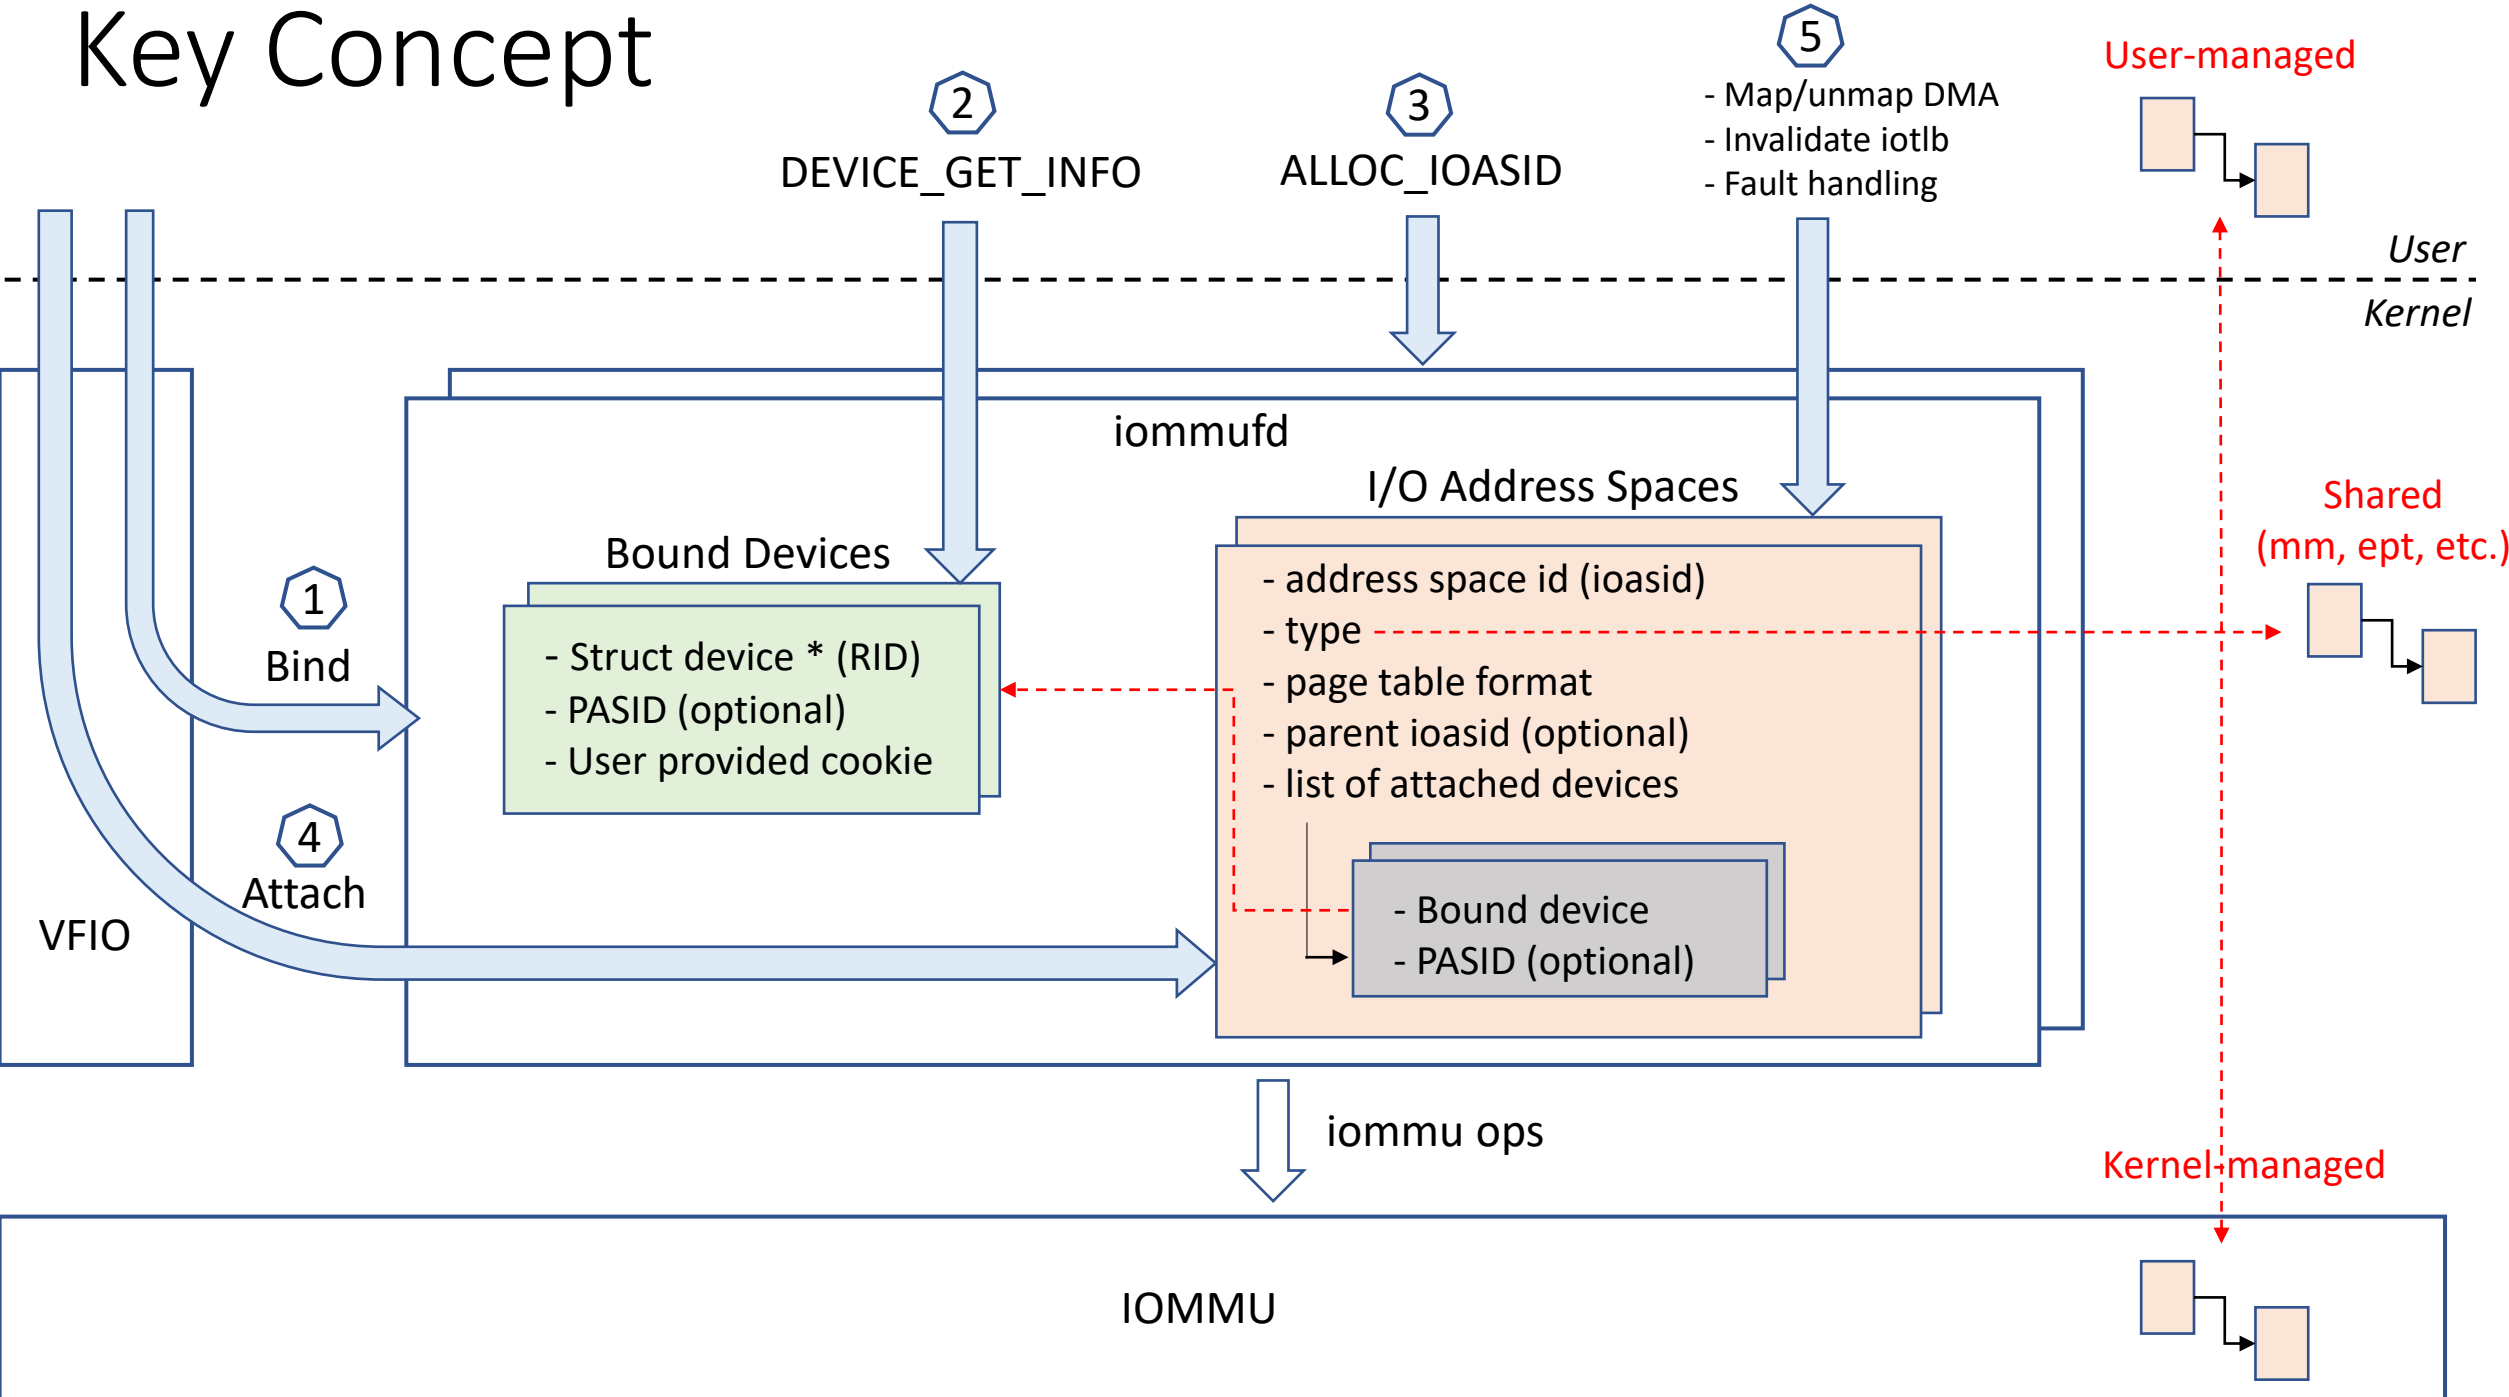 Key Concept
2
DEVICE_GET_INFO
3
ALLOC_IOASID
5
- Map/unmap DMA
- Invalidate iotlb
- Fault handling
User-managed
User
Kernel
iommufd
I/O Address Spaces
Bound Devices
- Struct device * (RID)
- PASID (optional)
- User provided cookie
- address space id (ioasid)
- type
- page table format
- parent ioasid (optional)
- list of attached devices
- Bound device
- PASID (optional)
Shared
(mm, ept, etc.)
1
Bind
4
Attach
VFIO
iommu ops
Kernel-managed
IOMMU